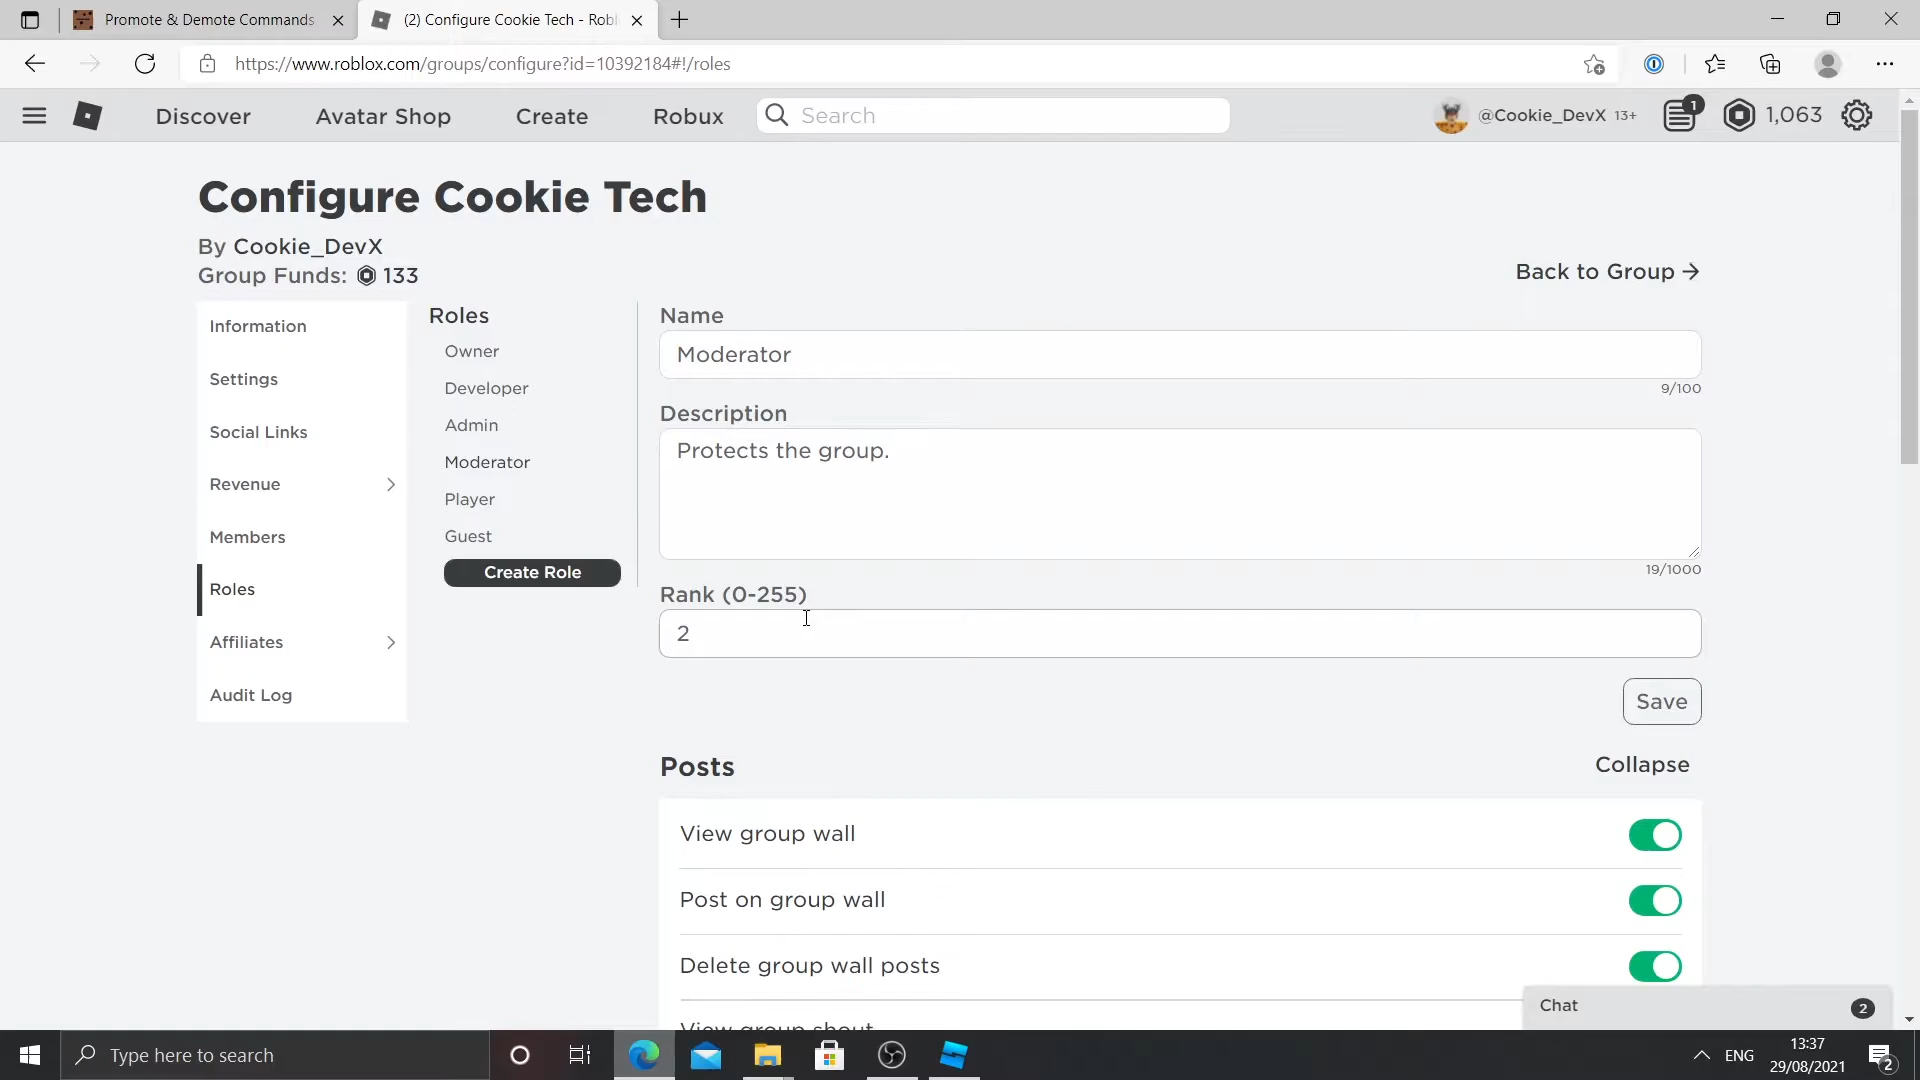 Promote & Demote Commands
(2) Configure Cookie Tech - Robl
https://www.roblox.com/groups/configure?id=10392184#!/roles
Discover
Avatar Shop
Create
Robux
Search
@Cookie_DevX 13+
1
1,063
Configure Cookie Tech
By Cookie_DevX
Group Funds: 133
Back to Group →
Information
Settings
Social Links
Revenue
Members
Roles
Affiliates
Audit Log
Roles
Owner
Developer
Admin
Moderator
Player
Guest
Create Role
Name
Moderator
9/100
Description
Protects the group.
19/1000
Rank (0-255)
2
Save
Posts
Collapse
View group wall
Post on group wall
Delete group wall posts
View group shout
Chat
2
Type here to search
ENG
13:37
29/08/2021
2